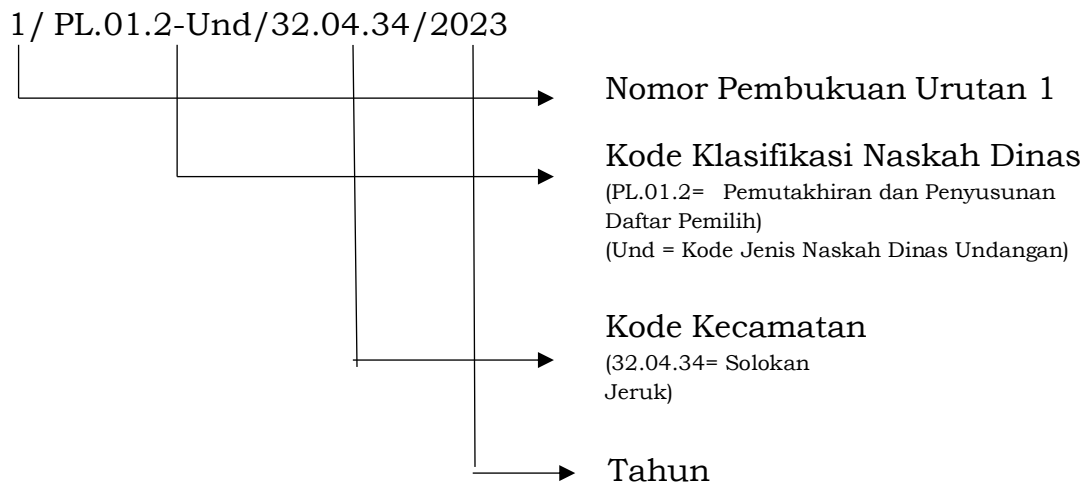 1/ PL.01.2-Und/32.04.34/2023
Nomor Pembukuan Urutan 1
Kode Klasifikasi Naskah Dinas
(PL.01.2= Pemutakhiran dan Penyusunan
Daftar Pemilih)
(Und = Kode Jenis Naskah Dinas Undangan)
Kode Kecamatan
(32.04.34= Solokan
Jeruk)
Tahun